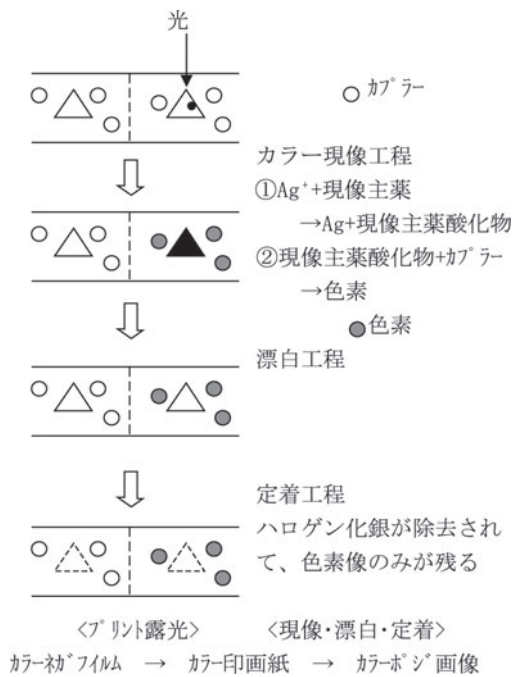 光
カプラー
カラー現像工程
①Ag⁺+現像主薬
→Ag+現像主薬酸化物
②現像主薬酸化物+カプラー
→色素
色素
漂白工程
定着工程
ハロゲン化銀が除去され
て、色素像のみが残る
<プリント露光> <現像・漂白・定着>
カラーネガフイルム → カラー印画紙 → カラーポジ画像